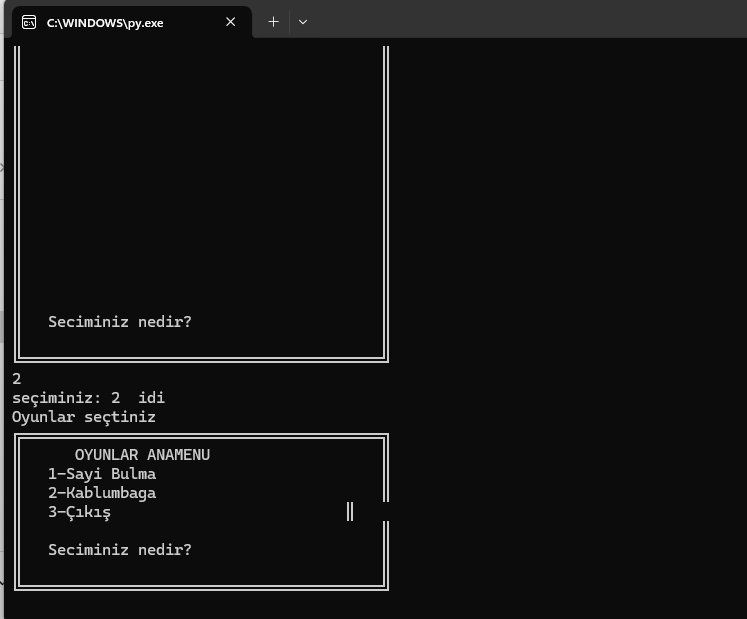 C:\WINDOWS\py.exe
Seciminiz nedir?
2
seçiminiz: 2  idi
Oyunlar seçtiniz
OYUNLAR ANAMENU
1-Sayi Bulma
2-Kablumbaga
3-Çıkış
Seciminiz nedir?